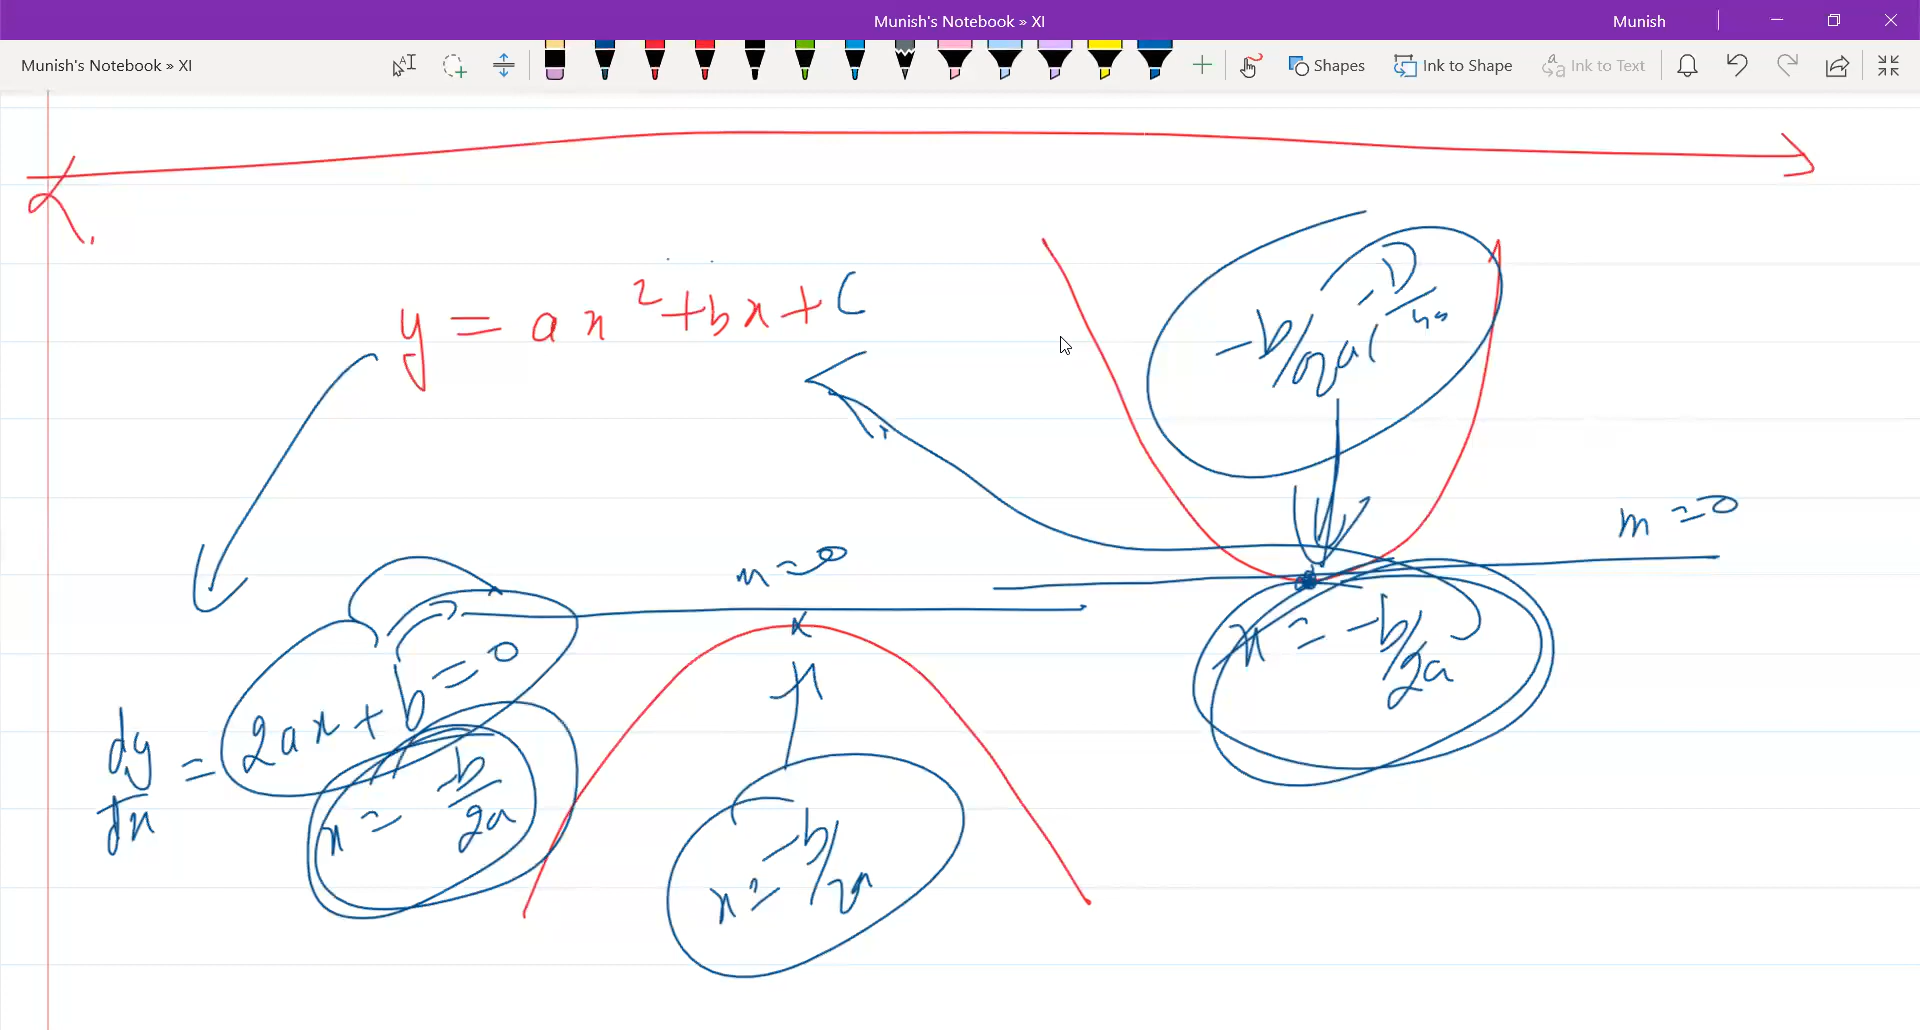 Munish's Notebook » XI
Munish
Munish's Notebook » XI
Shapes
Ink to Shape
Ink to Text
y = ax²+bx+c
-b/2a, -D/4a
m=0
m=0
x = -b/2a
dy/dx = 2ax+b=0
x = -b/2a
x = -b/2a